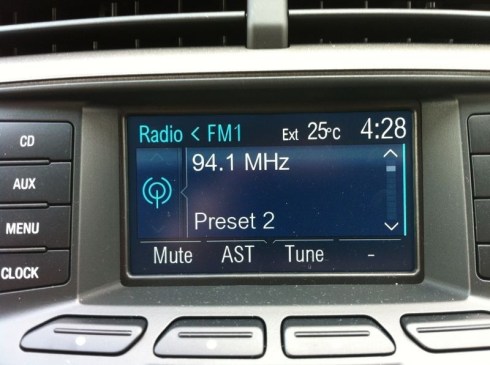 CD
AUX
MENU
CLOCK
Radio < FM1 Ext 25°C 4:28
94.1 MHz
Preset 2
Mute AST Tune -